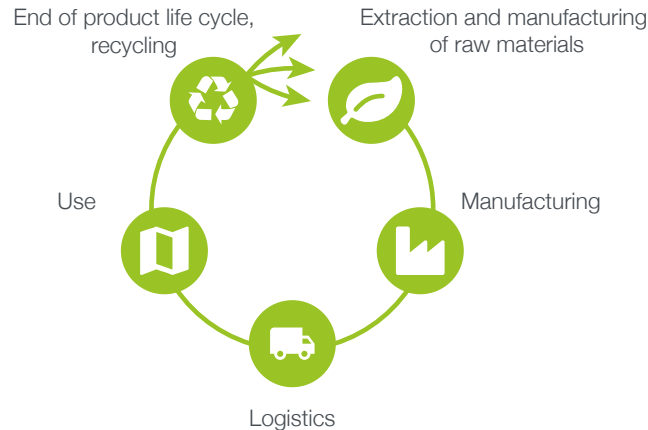 End of product life cycle,
recycling
Extraction and manufacturing
of raw materials
Use
Manufacturing
Logistics